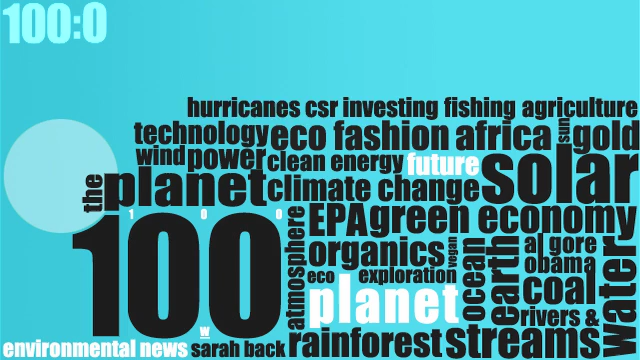 100:0
hurricanes csr investing fishing agriculture
technology eco fashion africa sun gold
wind power clean energy future solar
the planet climate change
1 0 0
100 EPA green economy
atmosphere organics vegan ocean earth al gore
obama
eco exploration coal water
planet rivers &
w
environmental news sarah back rainforest streams